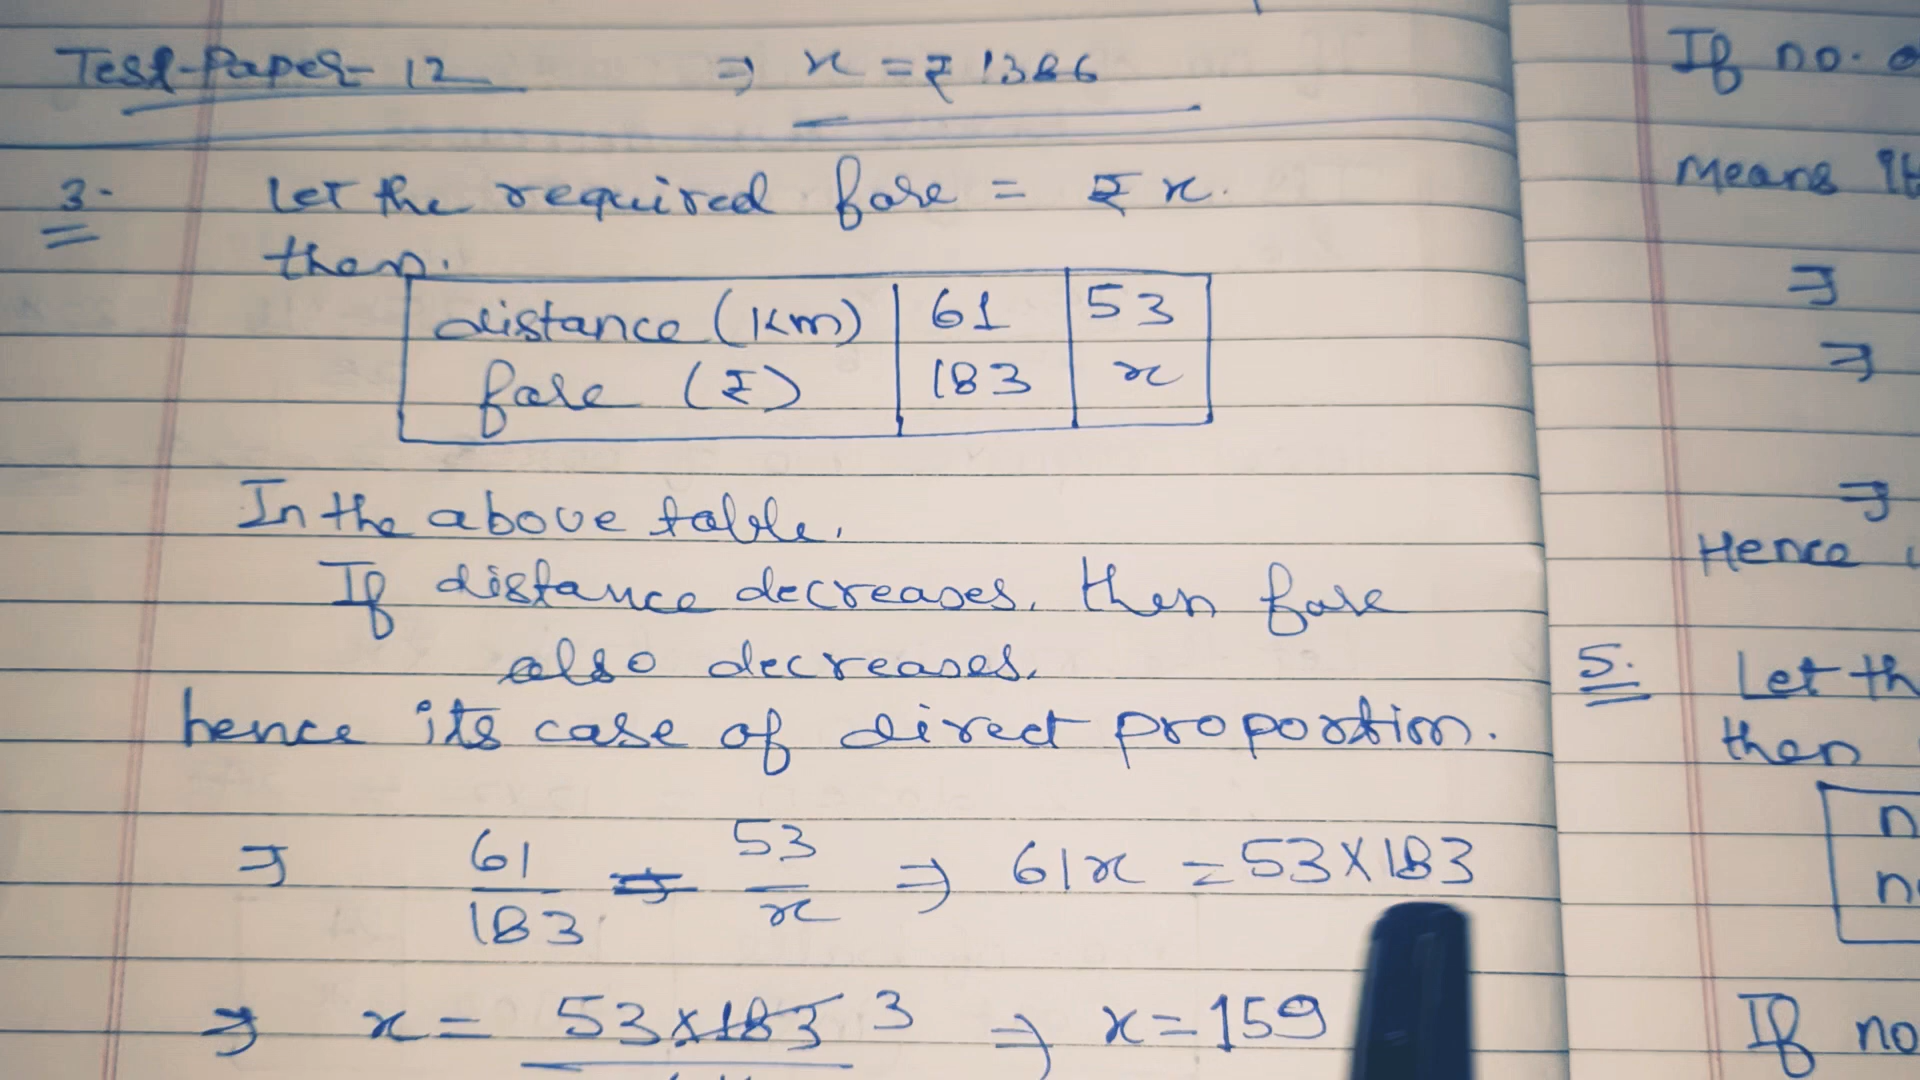 Test-Paper-12
⇒ x = ₹ 1386
3. Let the required fare = ₹ x.
then.
distance (Km) 61 53
fare (₹) 183 x
In the above table,
If distance decreases, then fare
also decreases,
hence its case of direct proportion.
⇒ 61/183 = 53/x ⇒ 61x = 53×183
⇒ x = 53×183 3 ⇒ x = 159
If no.
Means it
⇒
⇒
⇒
Hence
5. Let th
then
n
n
If no